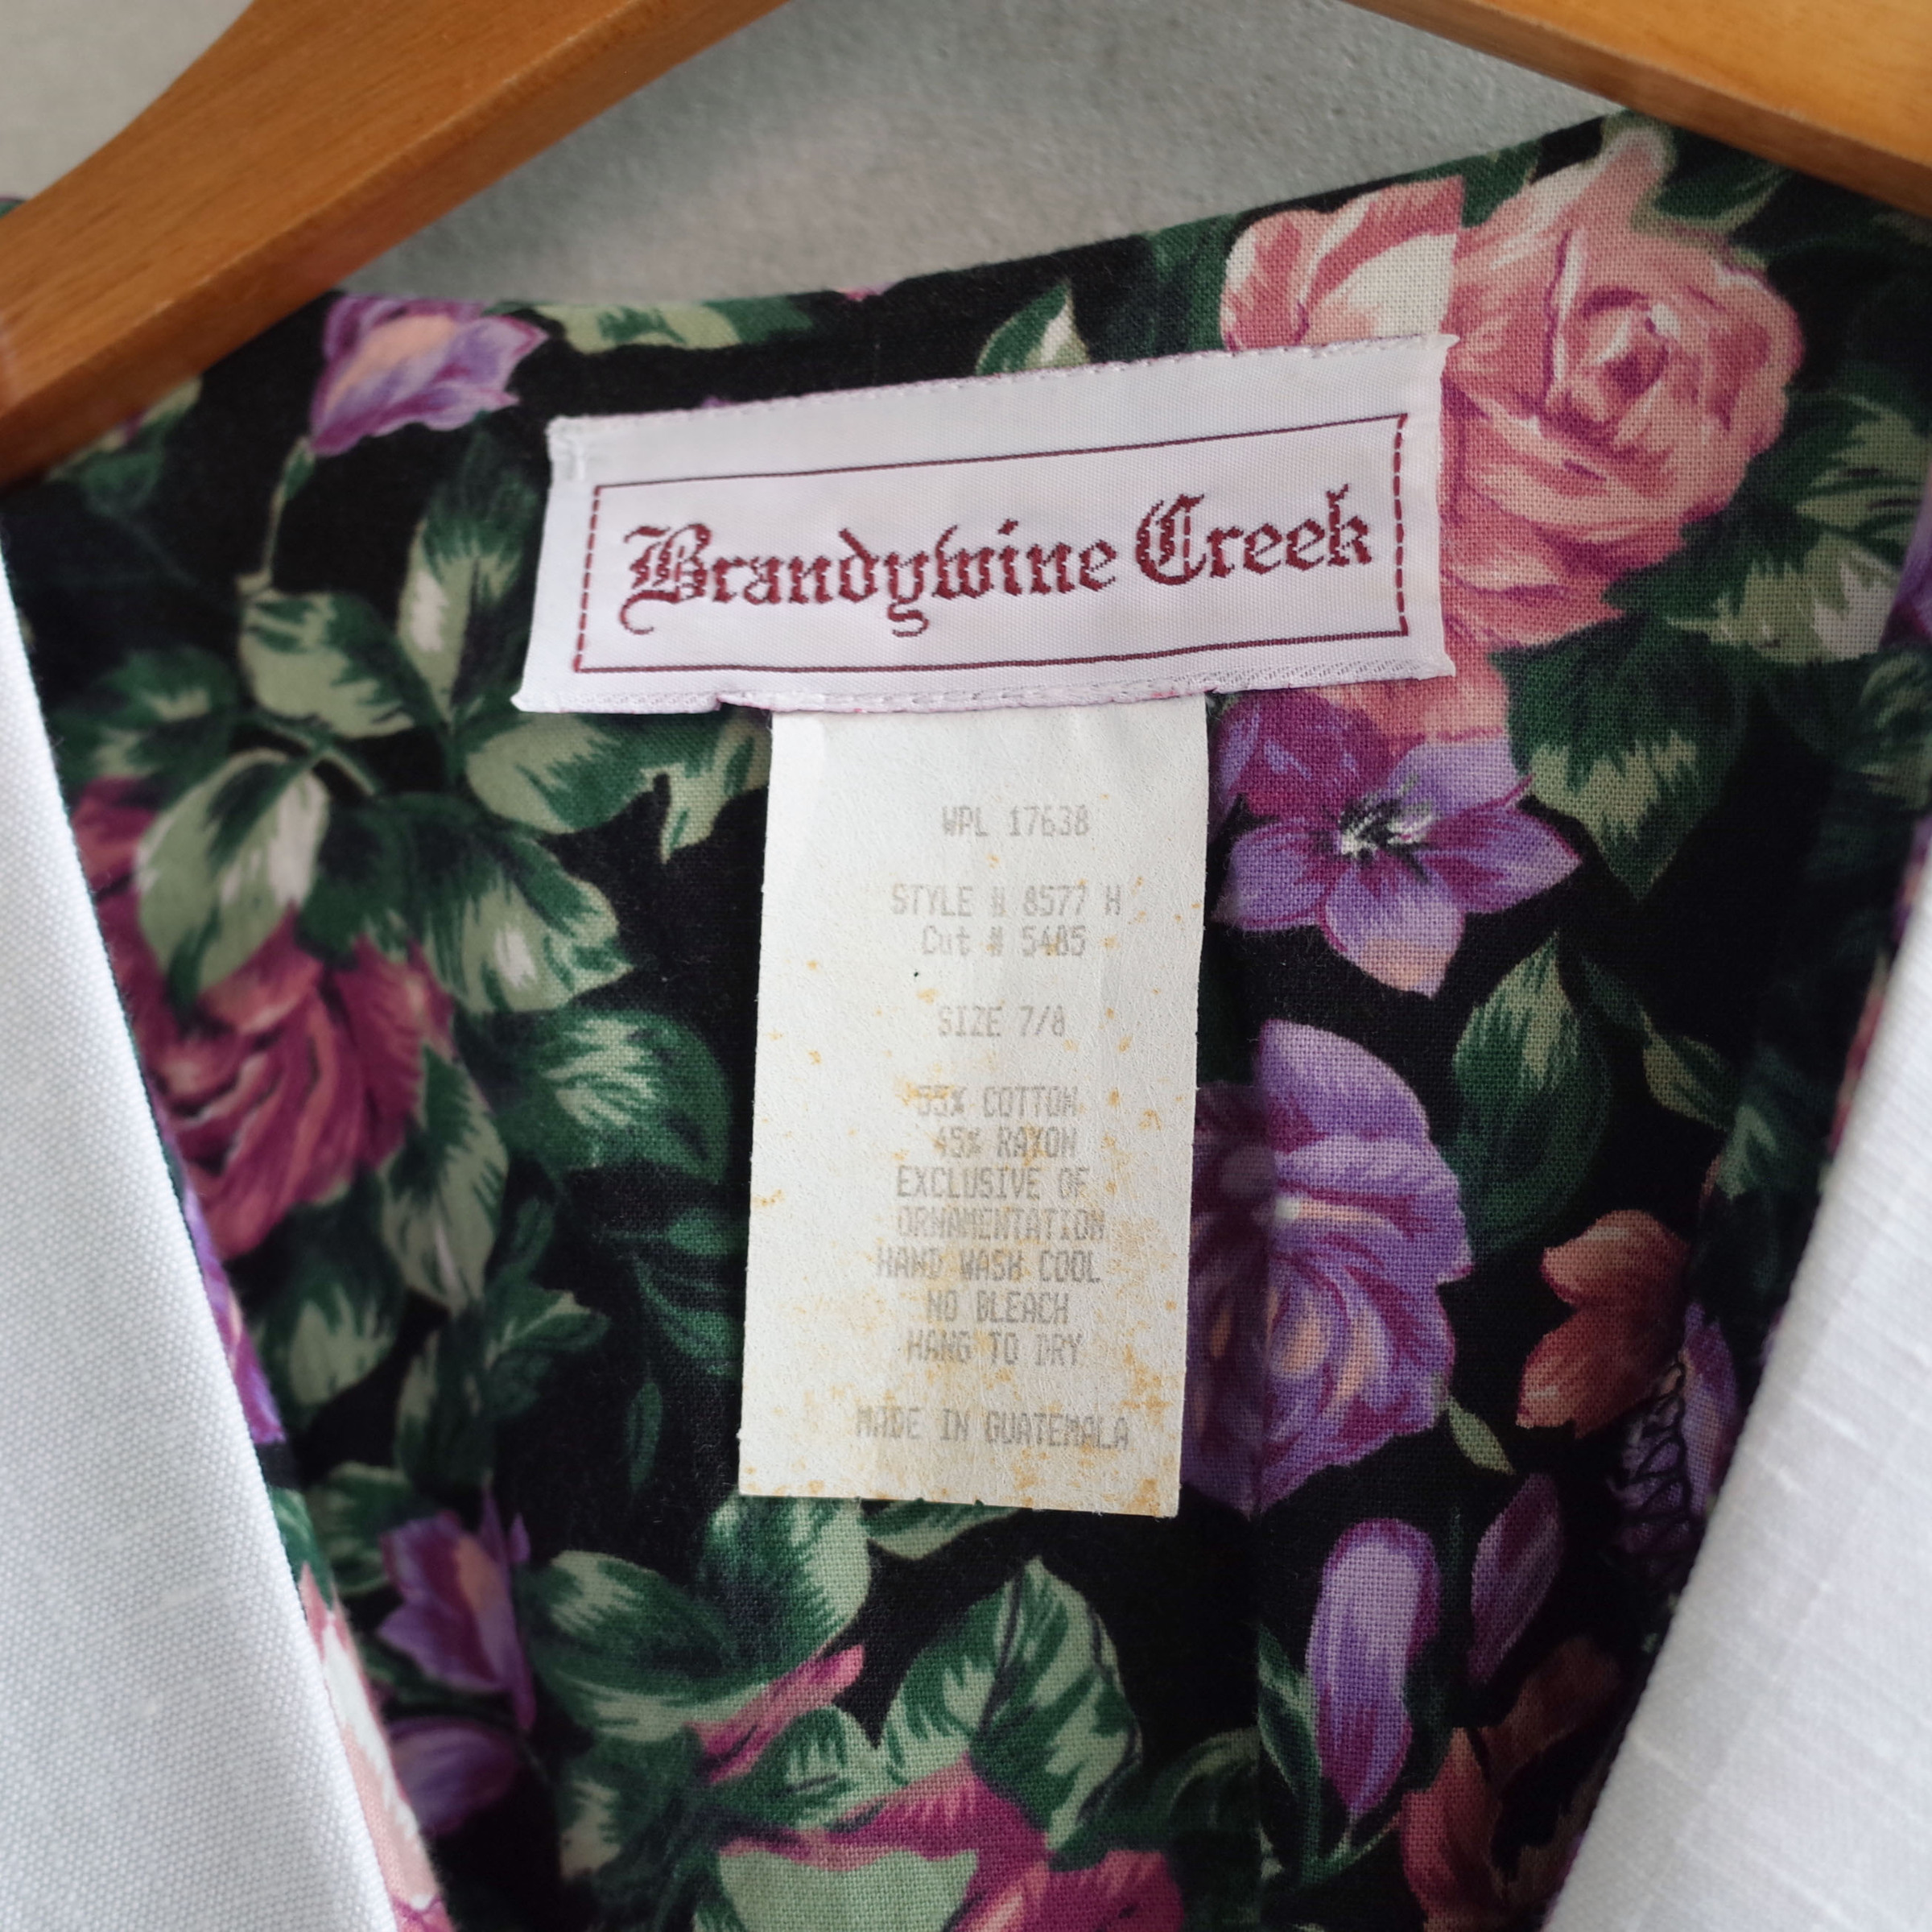 Brandywine Creek
WPL 17638
STYLE # 8577 H
Cut # 5485
SIZE 7/8
55% COTTON
45% RAYON
EXCLUSIVE OF
ORNAMENTATION
HAND WASH COOL
NO BLEACH
HANG TO DRY
MADE IN GUATEMALA